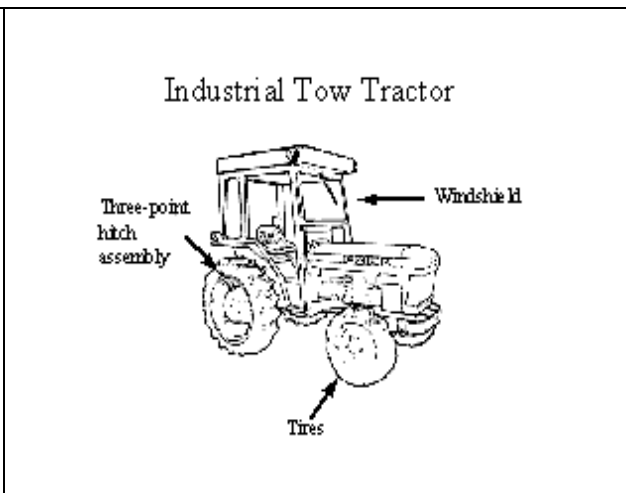 Industrial Tow Tractor
Windshield
Three-point
hitch
assembly
Tires